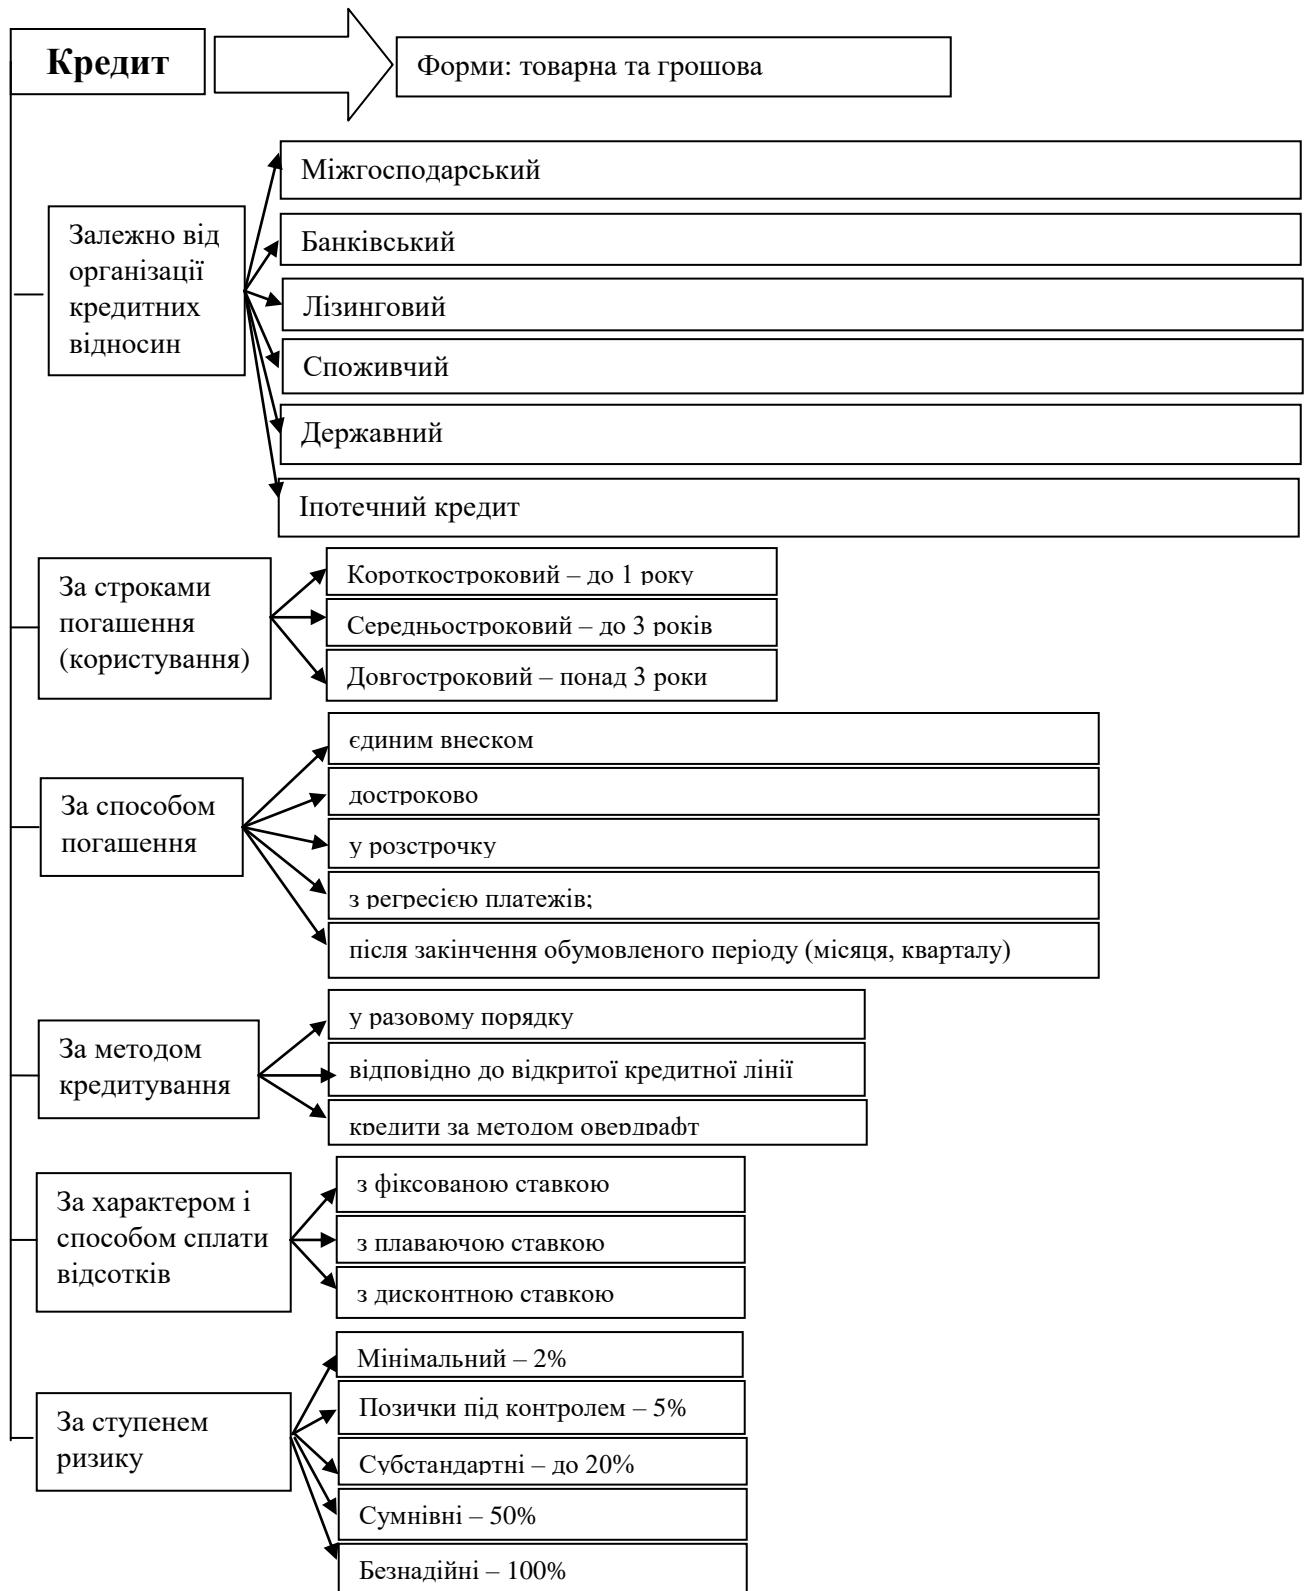 Кредит
Форми: товарна та грошова
Залежно від
організації
кредитних
відносин
Міжгосподарський
Банківський
Лізинговий
Споживчий
Державний
Іпотечний кредит
За строками
погашення
(користування)
Короткостроковий – до 1 року
Середньостроковий – до 3 років
Довгостроковий – понад 3 роки
За способом
погашення
єдиним внеском
достроково
у розстрочку
з регресією платежів;
після закінчення обумовленого періоду (місяця, кварталу)
За методом
кредитування
у разовому порядку
відповідно до відкритої кредитної лінії
кредити за методом овердрафт
За характером і
способом сплати
відсотків
з фіксованою ставкою
з плаваючою ставкою
з дисконтною ставкою
За ступенем
ризику
Мінімальний – 2%
Позички під контролем – 5%
Субстандартні – до 20%
Сумнівні – 50%
Безнадійні – 100%